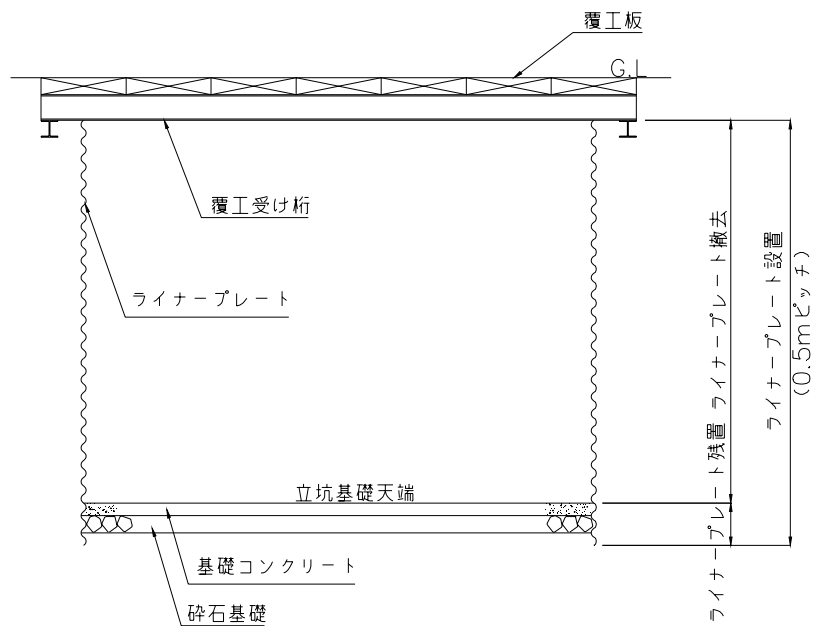 覆工板
G.L
覆工受け桁
ライナープレート
ライナープレート撤去
ライナープレート設置
(0.5mピッチ)
ライナープレート残置
立坑基礎天端
基礎コンクリート
砕石基礎